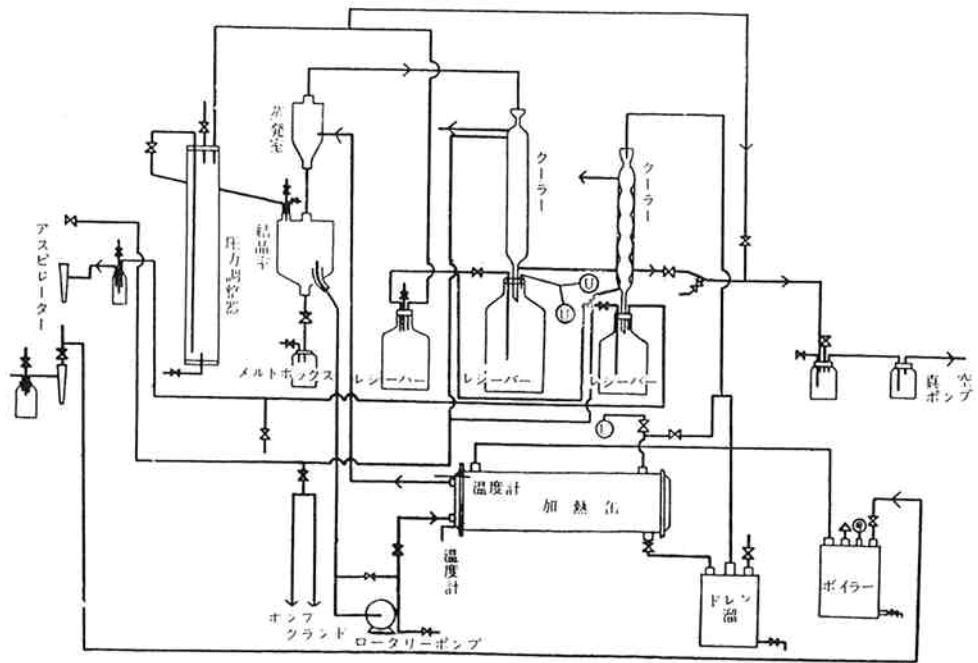 蒸発室
結晶室
圧力調整器
アスピレーター
クーラー
クーラー
メルトボックス
レシーバー
レシーバー
レシーバー
真空
ポンプ
U
U
温度計
加熱缶
温度計
ドレン
溜
ボイラー
ポンプ
グランド
ロータリーポンプ